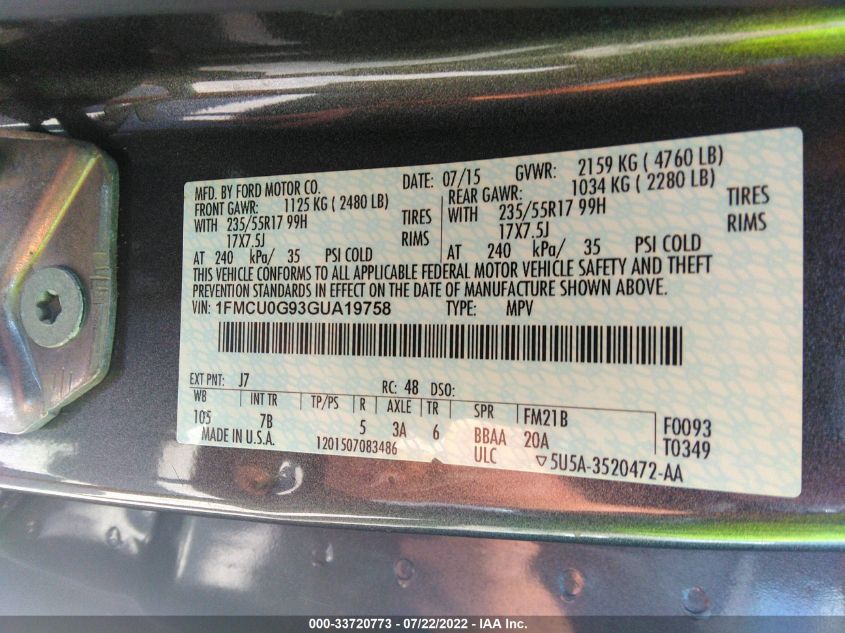 MFD. BY FORD MOTOR CO. DATE: 07/15 GVWR: 2159 KG ( 4760 LB)
FRONT GAWR: 1125 KG ( 2480 LB) REAR GAWR: 1034 KG ( 2280 LB)
WITH 235/55R17 99H TIRES WITH 235/55R17 99H TIRES
17X7.5J RIMS 17X7.5J RIMS
AT 240 kPa/ 35 PSI COLD AT 240 kPa/ 35 PSI COLD
THIS VEHICLE CONFORMS TO ALL APPLICABLE FEDERAL MOTOR VEHICLE SAFETY AND THEFT
PREVENTION STANDARDS IN EFFECT ON THE DATE OF MANUFACTURE SHOWN ABOVE.
VIN: 1FMCU0G93GUA19758 TYPE: MPV
EXT PNT: J7 RC: 48 DSO:
WB INT TR TP/PS R AXLE TR SPR FM21B F0093
105 7B 5 3A 6 BBAA 20A T0349
MADE IN U.S.A. 1201507083486 ULC ▽5U5A-3520472-AA
000-33720773 - 07/22/2022 - IAA Inc.